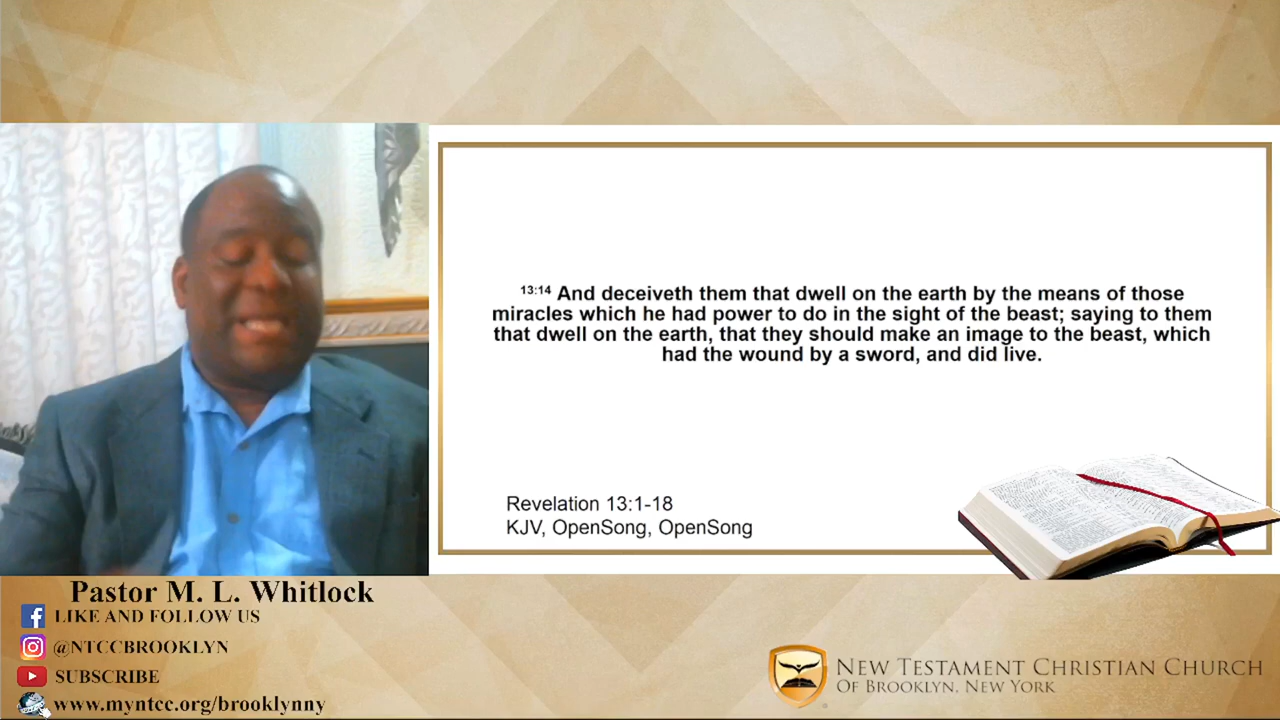 13:14 And deceiveth them that dwell on the earth by the means of those
miracles which he had power to do in the sight of the beast; saying to them
that dwell on the earth, that they should make an image to the beast, which
had the wound by a sword, and did live.
Revelation 13:1-18
KJV, OpenSong, OpenSong
Pastor M. L. Whitlock
LIKE AND FOLLOW US
@NTCCBROOKLYN
SUBSCRIBE
www.myntcc.org/brooklynny
NEW TESTAMENT CHRISTIAN CHURCH
OF BROOKLYN, NEW YORK